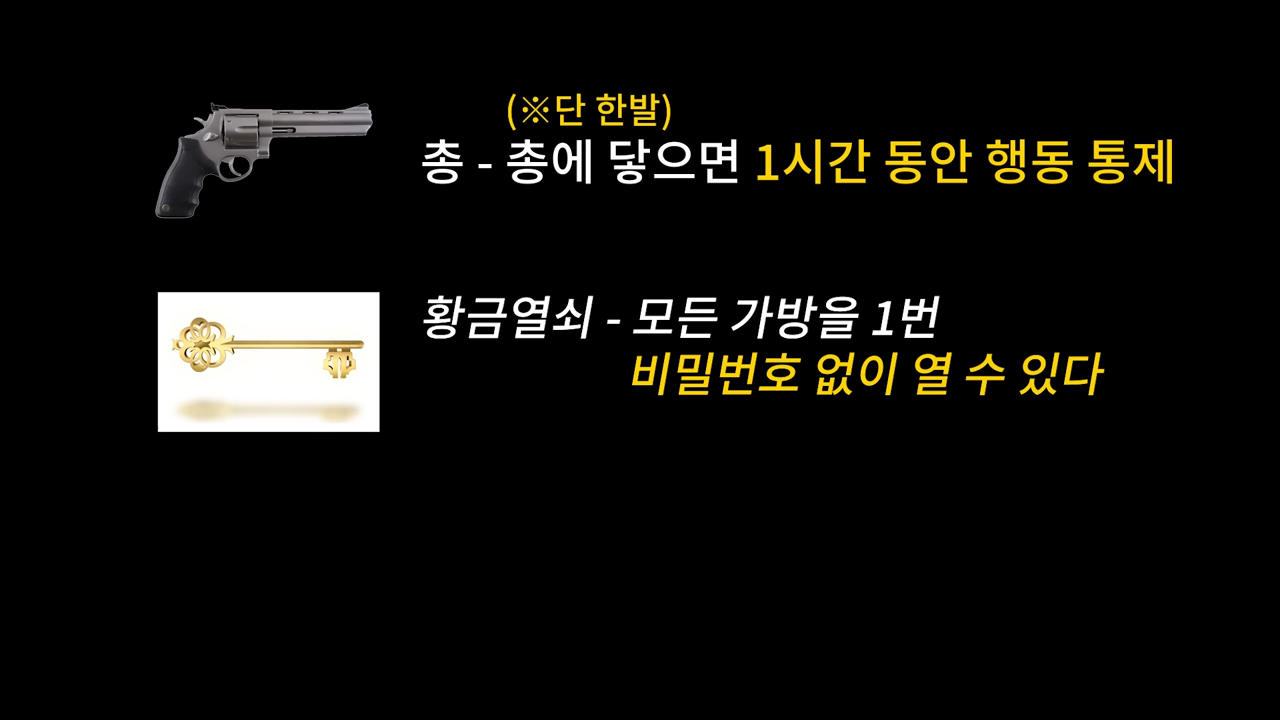 (※단 한발)
총 - 총에 닿으면 1시간 동안 행동 통제
황금열쇠 - 모든 가방을 1번
비밀번호 없이 열 수 있다